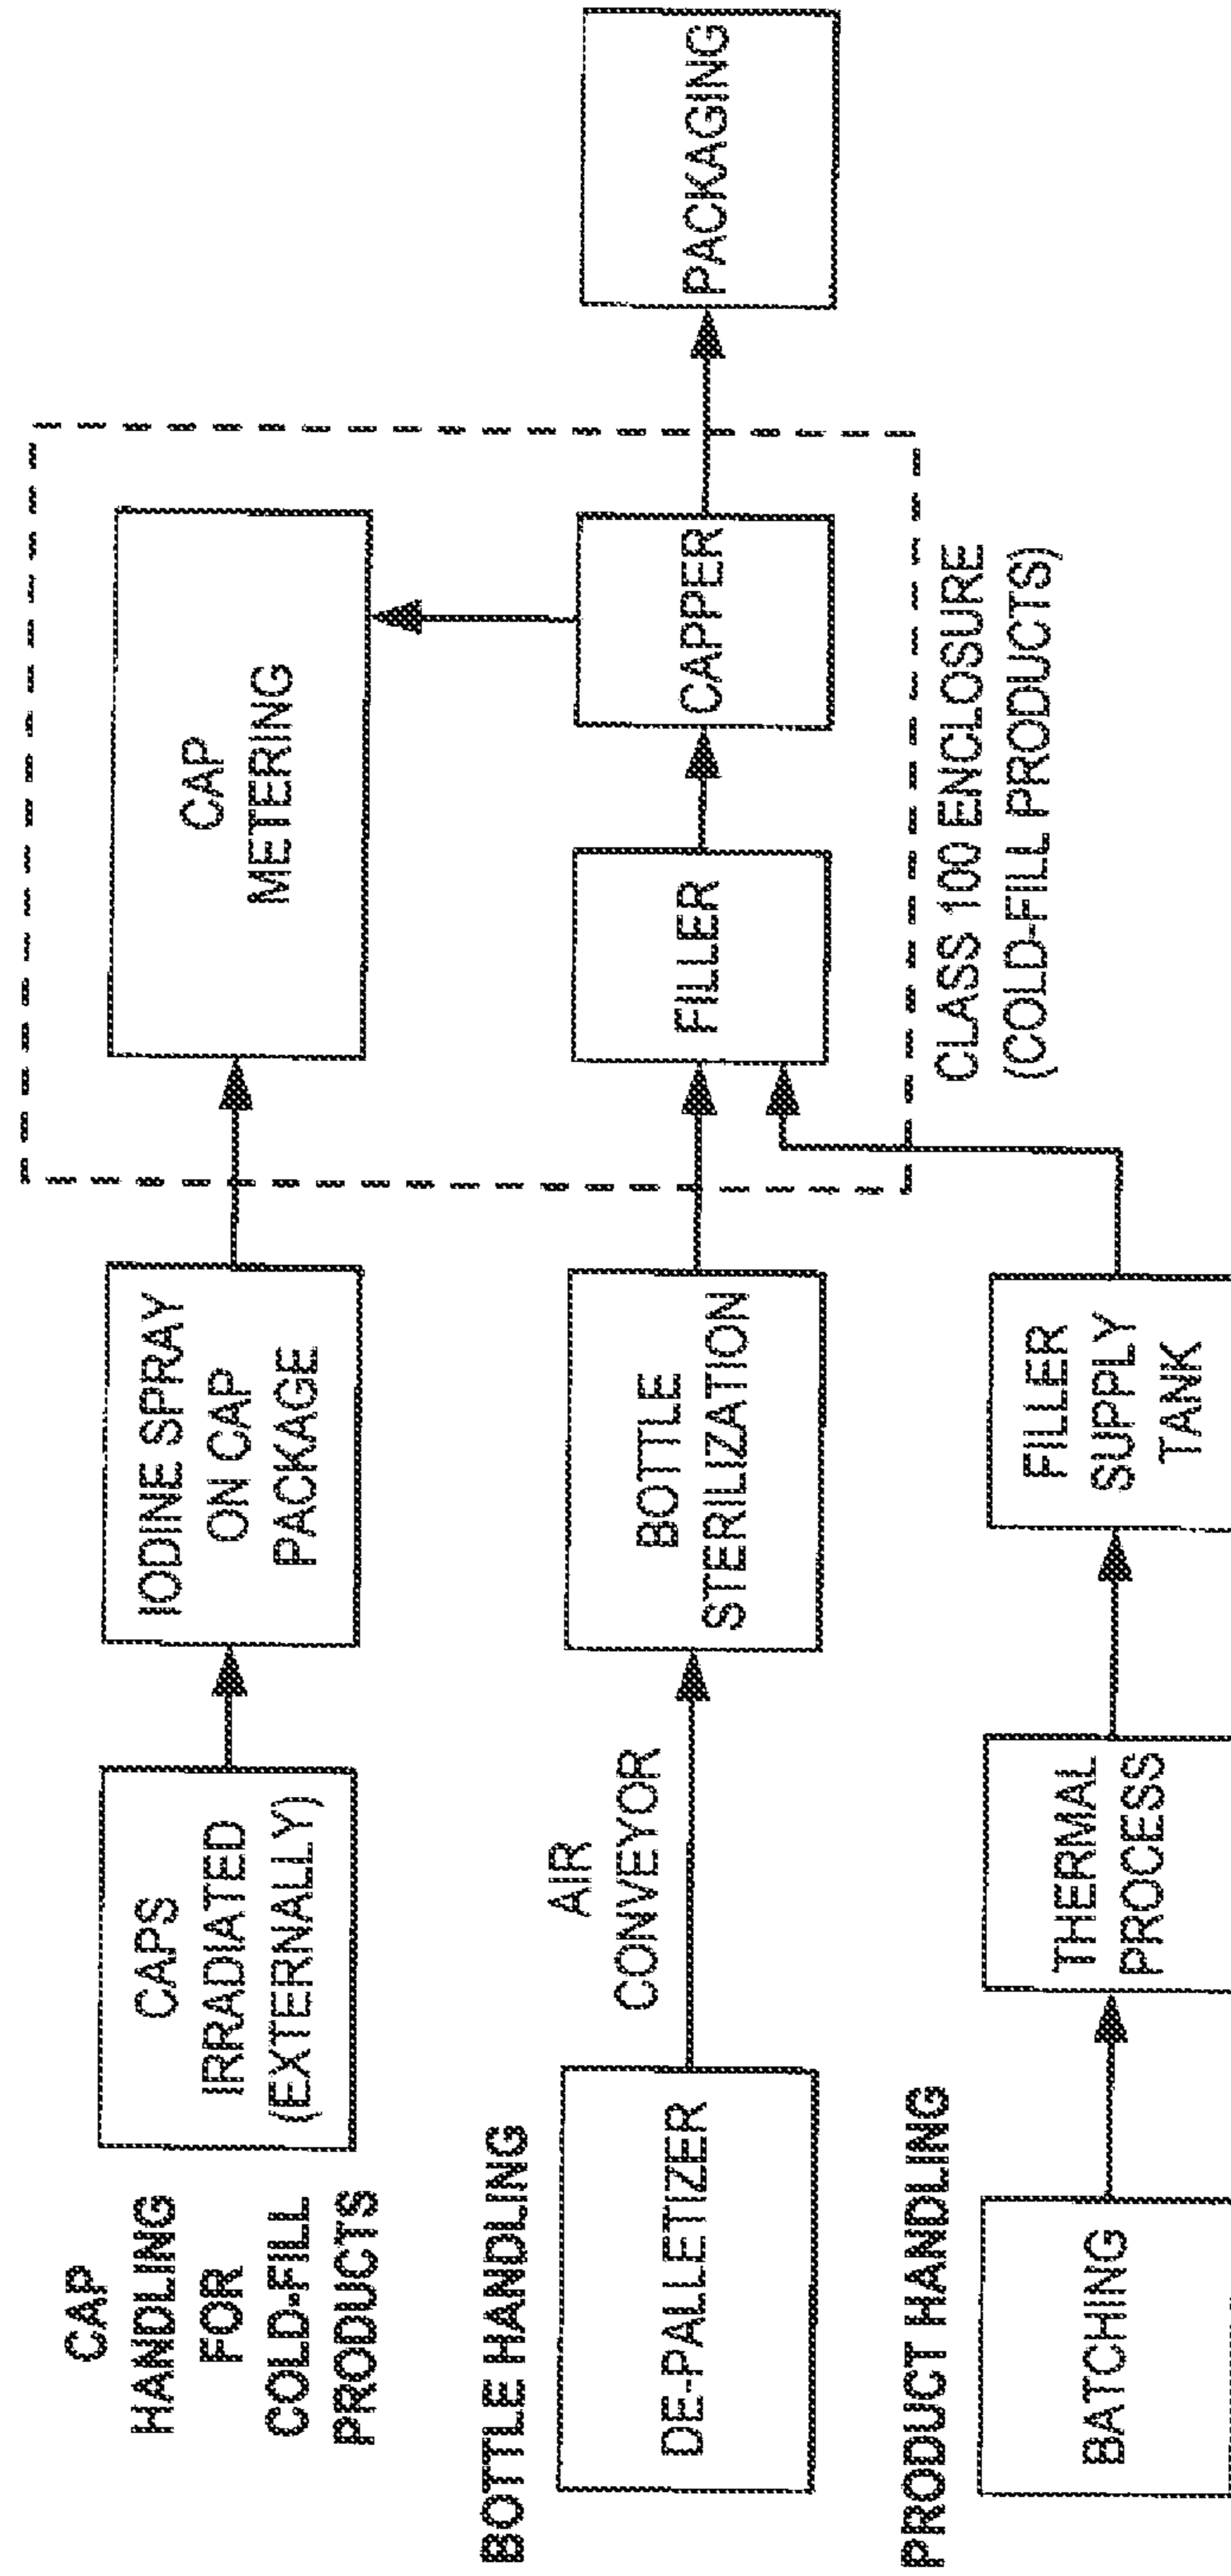 CAP
HANDLING
FOR
COLD-FILL
PRODUCTS
CAPS
IRRADIATED
(EXTERNALLY)
IODINE SPRAY
ON CAP
PACKAGE
CAP
METERING
BOTTLE HANDLING
DE-PALLETIZER
AIR
CONVEYOR
BOTTLE
STERILIZATION
FILLER
CAPPER
PACKAGING
CLASS 100 ENCLOSURE
(COLD-FILL PRODUCTS)
PRODUCT HANDLING
BATCHING
THERMAL
PROCESS
FILLER
SUPPLY
TANK